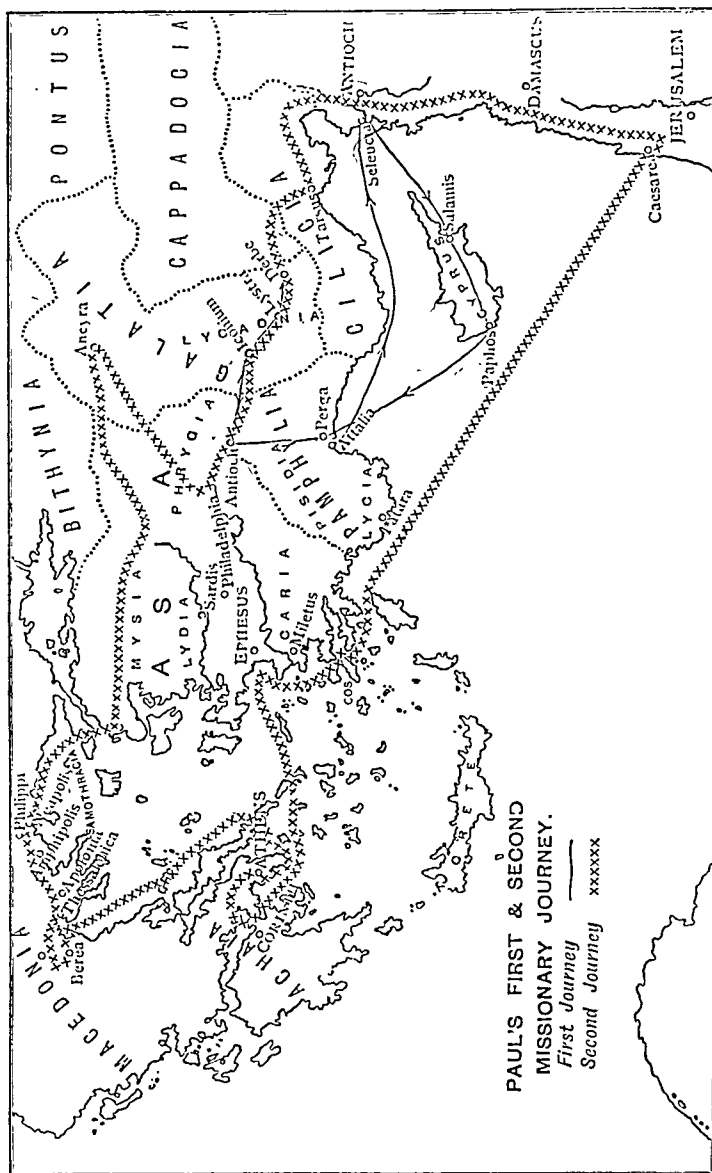 PONTUS
CAPPADOCIA
BITHYNIA
GALATIA
Ancyra
LYCAONIA
Iconium
Lystra
Derbe
CILICIA
Tarsus
ANTIOCH
Seleucia
DAMASCUS
JERUSALEM
Caesarea
CYPRUS
Salamis
Paphos
Perga
Attalia
PAMPHYLIA
PISIDIA
LYCIA
Antioch
PHRYGIA
ASIA
MYSIA
LYDIA
Sardis
Philadelphia
EPHESUS
CARIA
Miletus
COS
CRETE
MACEDONIA
Philippi
Neapolis
Amphipolis
SAMOTHRACIA
Apollonia
Thessalonica
Berea
ATHENS
CORINTH
ACHAIA
PAUL'S FIRST & SECOND
MISSIONARY JOURNEY.
First Journey
Second Journey xxxxxx